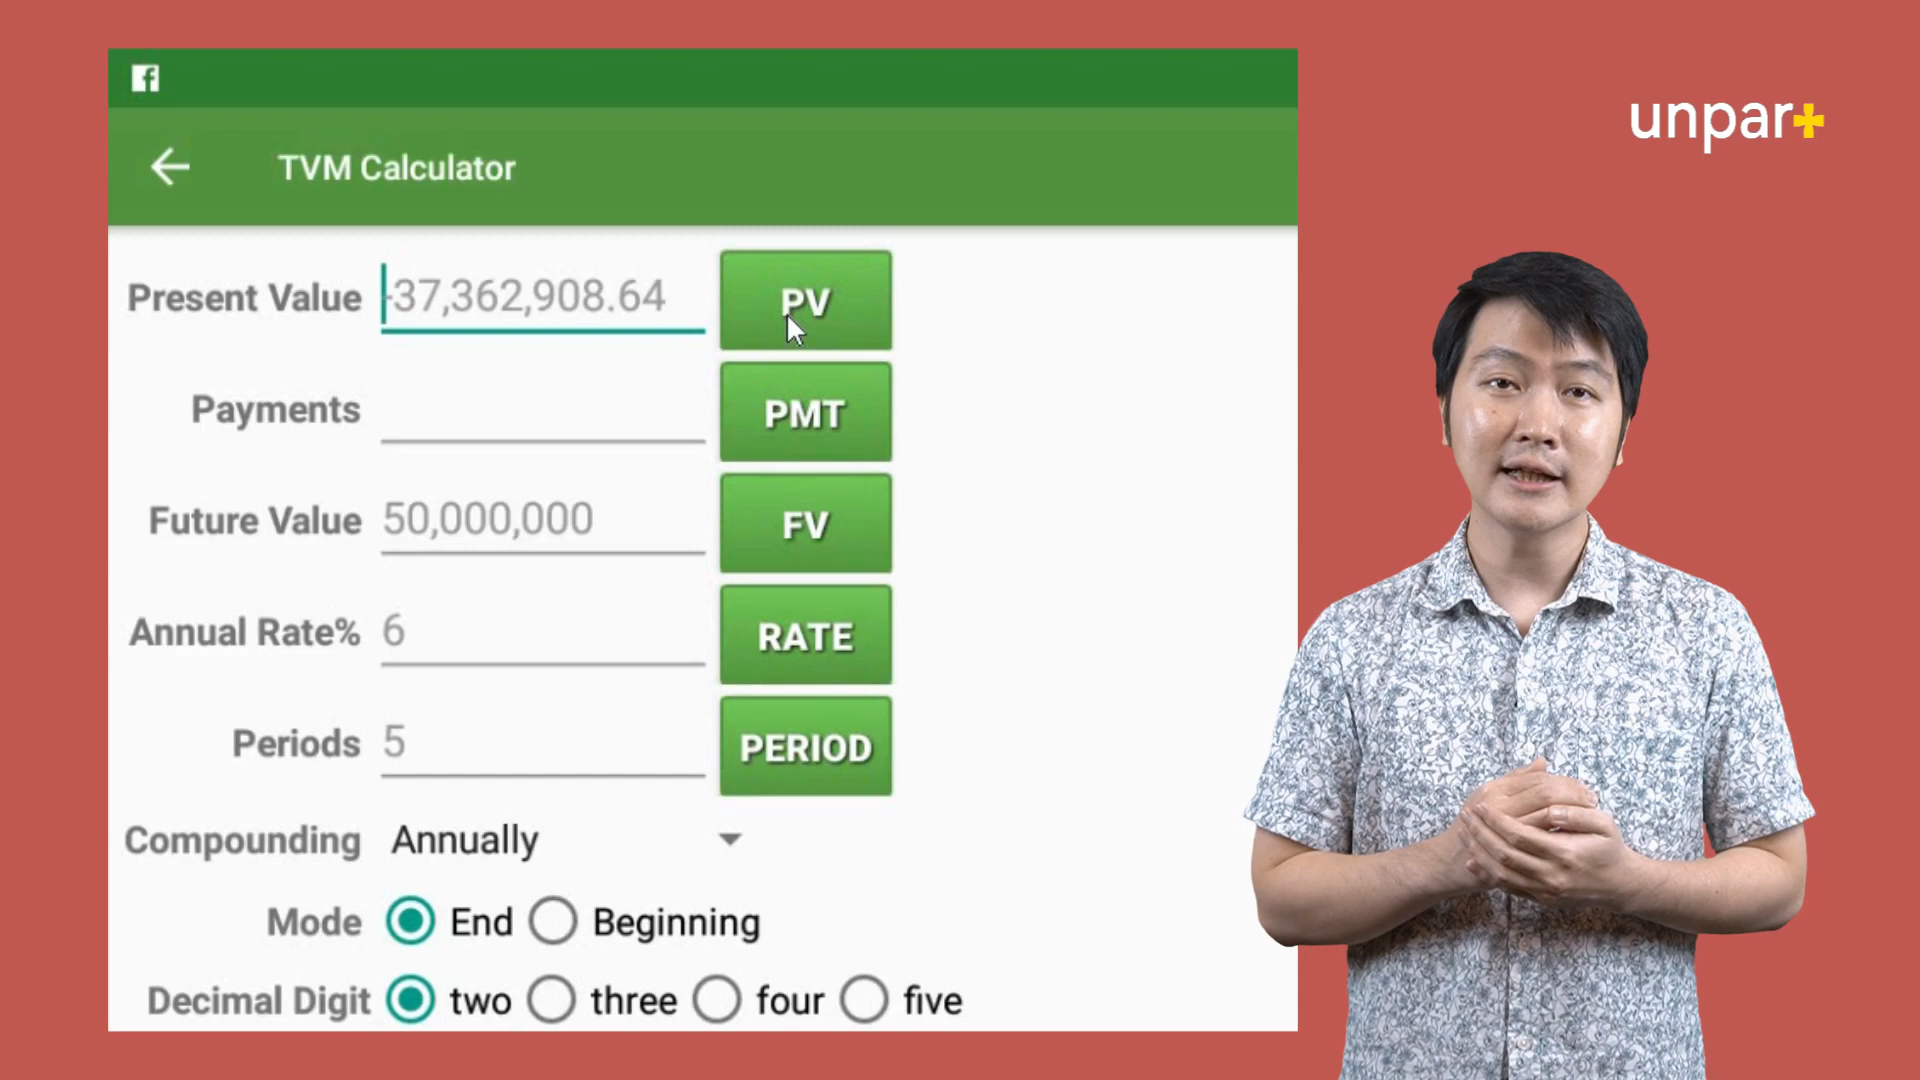 unpar+
TVM Calculator
Present Value -37,362,908.64 PV
Payments PMT
Future Value 50,000,000 FV
Annual Rate% 6 RATE
Periods 5 PERIOD
Compounding Annually
Mode End Beginning
Decimal Digit two three four five